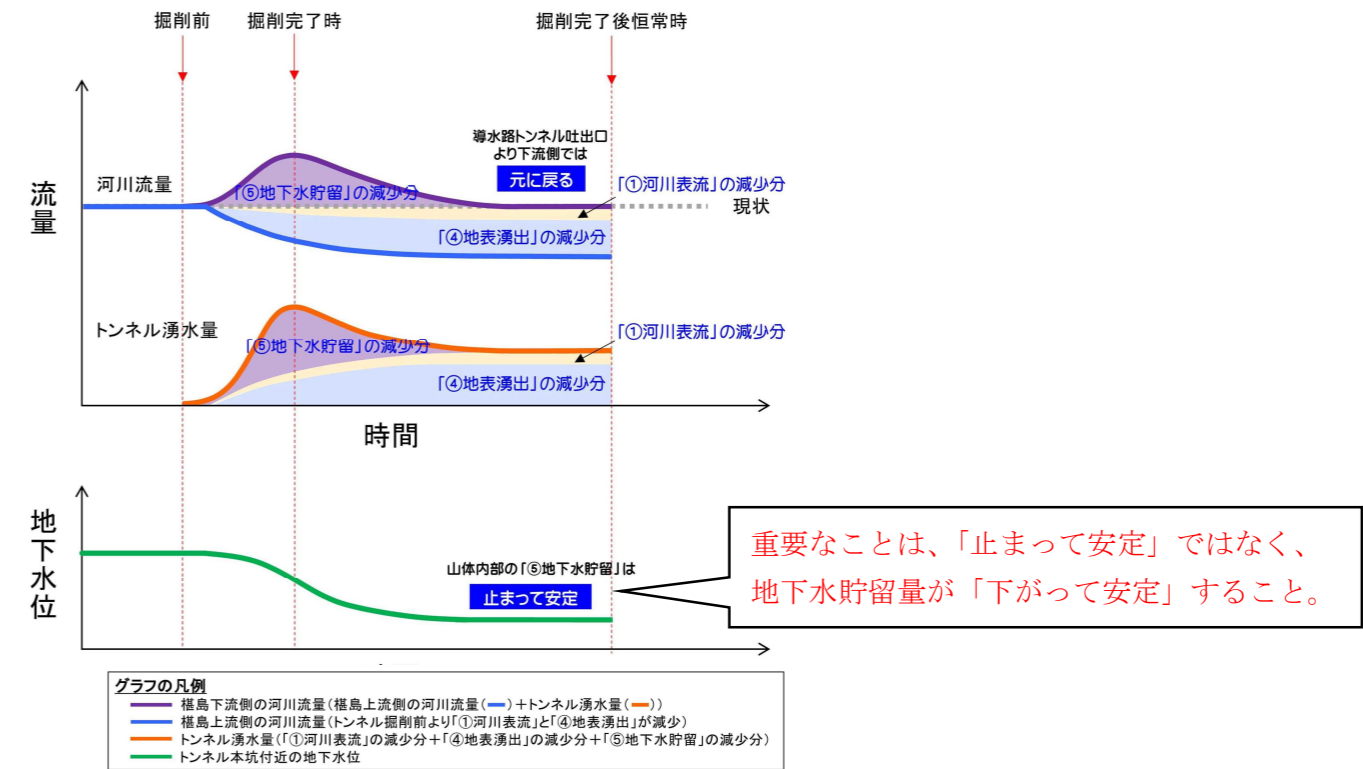 掘削前
掘削完了時
掘削完了後恒常時
流量
河川流量
導水路トンネル吐出口
より下流側では
元に戻る
「⑤地下水貯留」の減少分
「①河川表流」の減少分
現状
「④地表湧出」の減少分
トンネル湧水量
「⑤地下水貯留」の減少分
「①河川表流」の減少分
「④地表湧出」の減少分
時間
地下水位
山体内部の「⑤地下水貯留」は
止まって安定
重要なことは、「止まって安定」ではなく、
地下水貯留量が「下がって安定」すること。
グラフの凡例
椹島下流側の河川流量(椹島上流側の河川流量(━)+トンネル湧水量(━))
椹島上流側の河川流量(トンネル掘削前より「①河川表流」と「④地表湧出」が減少)
トンネル湧水量(「①河川表流」の減少分+「④地表湧出」の減少分+「⑤地下水貯留」の減少分)
トンネル本坑付近の地下水位